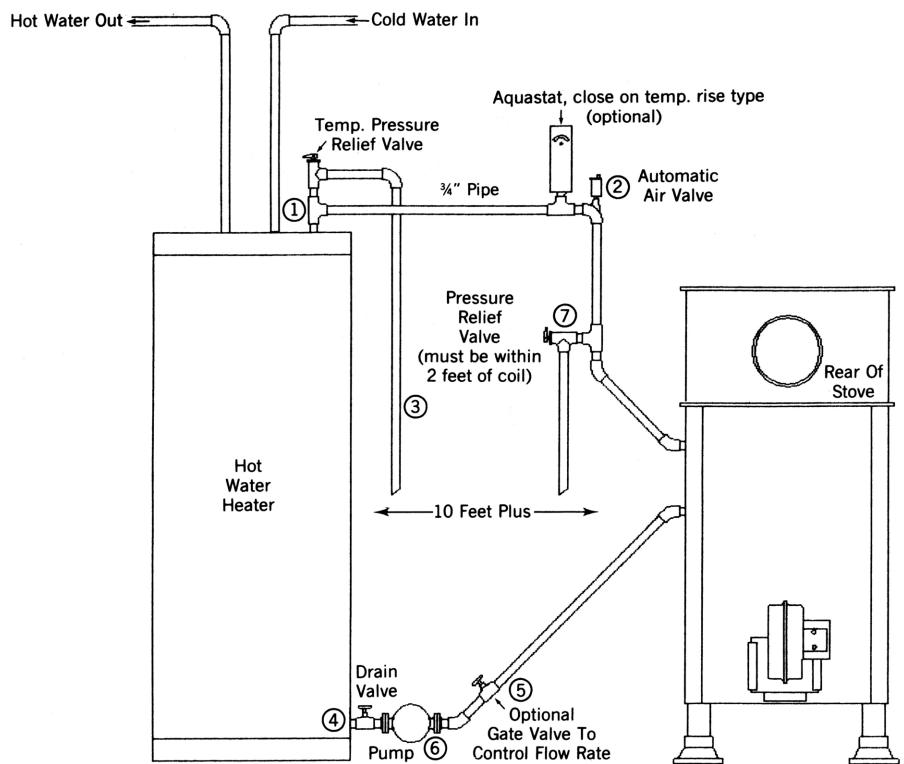 Hot Water Out
Cold Water In
Aquastat, close on temp. rise type
(optional)
Temp. Pressure
Relief Valve
② Automatic
Air Valve
¾" Pipe
①
Pressure
Relief
Valve
(must be within
2 feet of coil)
⑦
Rear Of
Stove
③
Hot
Water
Heater
10 Feet Plus
Drain
Valve
④
⑤
Optional
Gate Valve To
Control Flow Rate
Pump
⑥